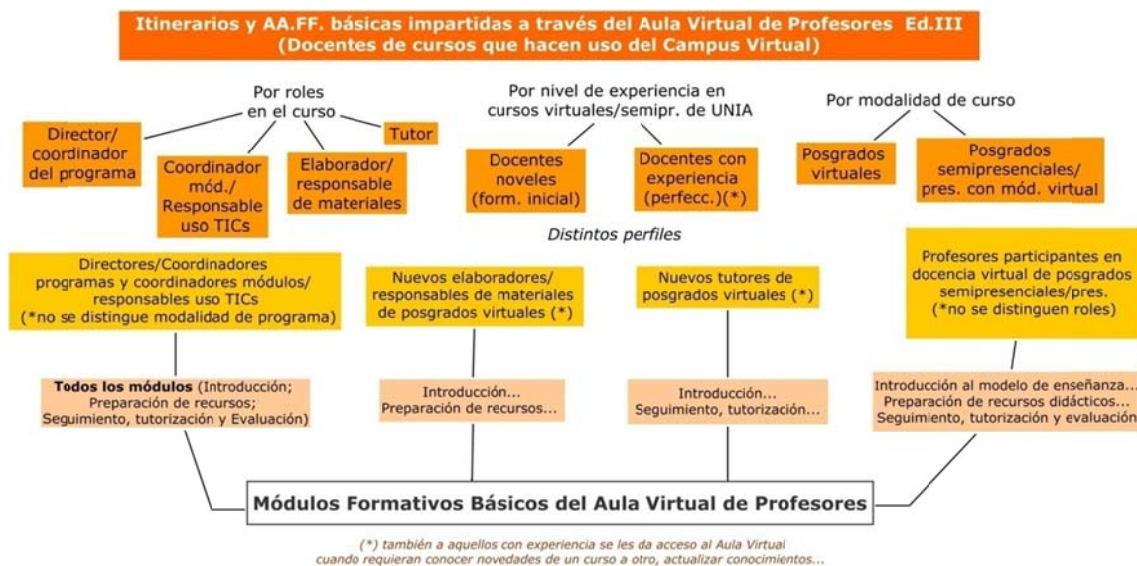 Itinerarios y AA.FF. básicas impartidas a través del Aula Virtual de Profesores Ed.III
(Docentes de cursos que hacen uso del Campus Virtual)
Por roles
en el curso
Director/
coordinador
del programa
Coordinador
mód./
Responsable
uso TICs
Elaborador/
responsable
de materiales
Tutor
Por nivel de experiencia en
cursos virtuales/semipr. de UNIA
Docentes
noveles
(form. inicial)
Docentes con
experiencia
(perfecc.)(*)
Por modalidad de curso
Posgrados
virtuales
Posgrados
semipresenciales/
pres. con mód. virtual
Distintos perfiles
Directores/Coordinadores
programas y coordinadores módulos/
responsables uso TICs
(*no se distingue modalidad de programa)
Nuevos elaboradores/
responsables de materiales
de posgrados virtuales (*)
Nuevos tutores de
posgrados virtuales (*)
Profesores participantes en
docencia virtual de posgrados
semipresenciales/pres.
(*no se distinguen roles)
Todos los módulos (Introducción;
Preparación de recursos;
Seguimiento, tutorización y Evaluación)
Introducción...
Preparación de recursos...
Introducción...
Seguimiento, tutorización...
Introducción al modelo de enseñanza...
Preparación de recursos didácticos...
Seguimiento, tutorización y evaluación
Módulos Formativos Básicos del Aula Virtual de Profesores
(*) también a aquellos con experiencia se les da acceso al Aula Virtual
cuando requieran conocer novedades de un curso a otro, actualizar conocimientos...